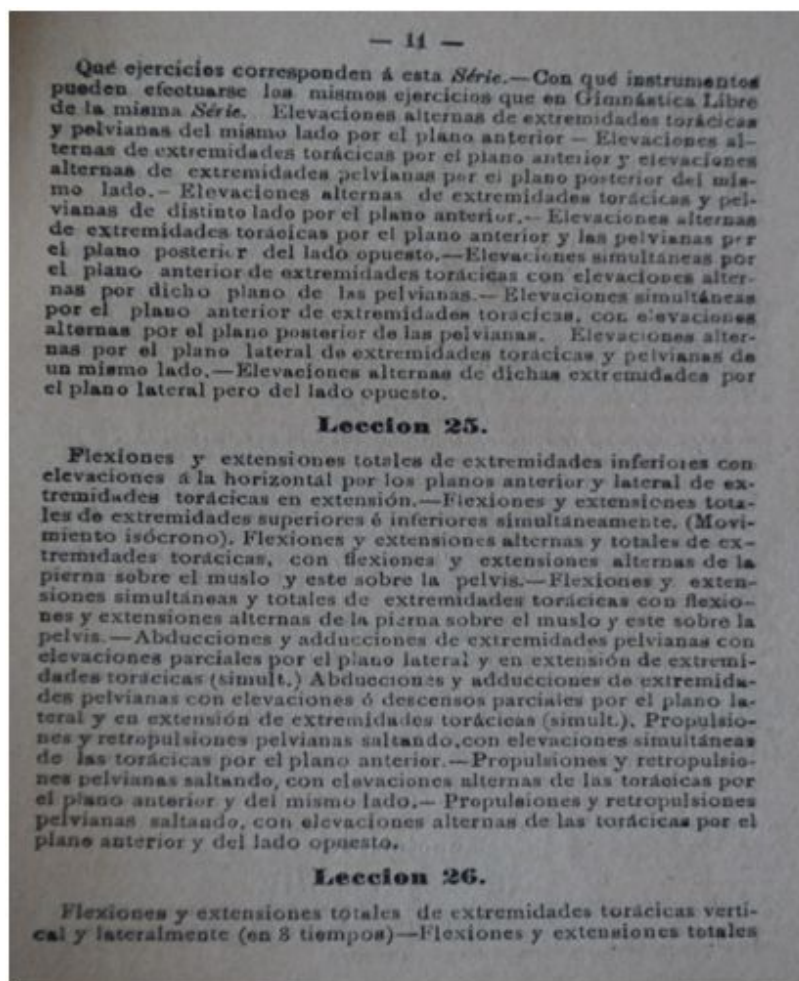 — 11 —
Qué ejercicios corresponden á esta Série.—Con qué instrumentos
pueden efectuarse los mismos ejercicios que en Gimnástica Libre
de la misma Série. Elevaciones alternas de extremidades torácicas
y pelvianas del mismo lado por el plano anterior — Elevaciones al-
ternas de extremidades torácicas por el plano anterior y elevaciones
alternas de extremidades pelvianas por el plano posterior del mis-
mo lado.— Elevaciones alternas de extremidades torácicas y pel-
vianas de distinto lado por el plano anterior.— Elevaciones alternas
de extremidades torácicas por el plano anterior y las pelvianas por
el plano posterior del lado opuesto.—Elevaciones simultáneas por
el plano anterior de extremidades torácicas con elevaciones alter-
nas por dicho plano de las pelvianas.— Elevaciones simultáneas
por el plano anterior de extremidades torácicas, con elevaciones
alternas por el plano posterior de las pelvianas. Elevaciones alter-
nas por el plano lateral de extremidades torácicas y pelvianas de
un mismo lado.—Elevaciones alternas de dichas extremidades por
el plano lateral pero del lado opuesto.
Leccion 25.
Flexiones y extensiones totales de extremidades inferiores con
elevaciones á la horizontal por los planos anterior y lateral de ex-
tremidades torácicas en extensión.—Flexiones y extensiones tota-
les de extremidades superiores é inferiores simultáneamente. (Movi-
miento isócrono). Flexiones y extensiones alternas y totales de ex-
tremidades torácicas, con flexiones y extensiones alternas de la
pierna sobre el muslo y este sobre la pelvis.—Flexiones y exten-
siones simultáneas y totales de extremidades torácicas con flexio-
nes y extensiones alternas de la pierna sobre el muslo y este sobre la
pelvis.—Abducciones y adducciones de extremidades pelvianas con
elevaciones parciales por el plano lateral y en extensión de extremi-
dades torácicas (simult.) Abducciones y adducciones de extremida-
des pelvianas con elevaciones ó descensos parciales por el plano la-
teral y en extensión de extremidades torácicas (simult.). Propulsio-
nes y retropulsiones pelvianas saltando, con elevaciones simultáneas
de las torácicas por el plano anterior.—Propulsiones y retropulsio-
nes pelvianas saltando, con elevaciones alternas de las torácicas por
el plano anterior y del mismo lado.— Propulsiones y retropulsiones
pelvianas saltando, con elevaciones alternas de las torácicas por el
plano anterior y del lado opuesto.
Leccion 26.
Flexiones y extensiones totales de extremidades torácicas verti-
cal y lateralmente (en 8 tiempos)—Flexiones y extensiones totales